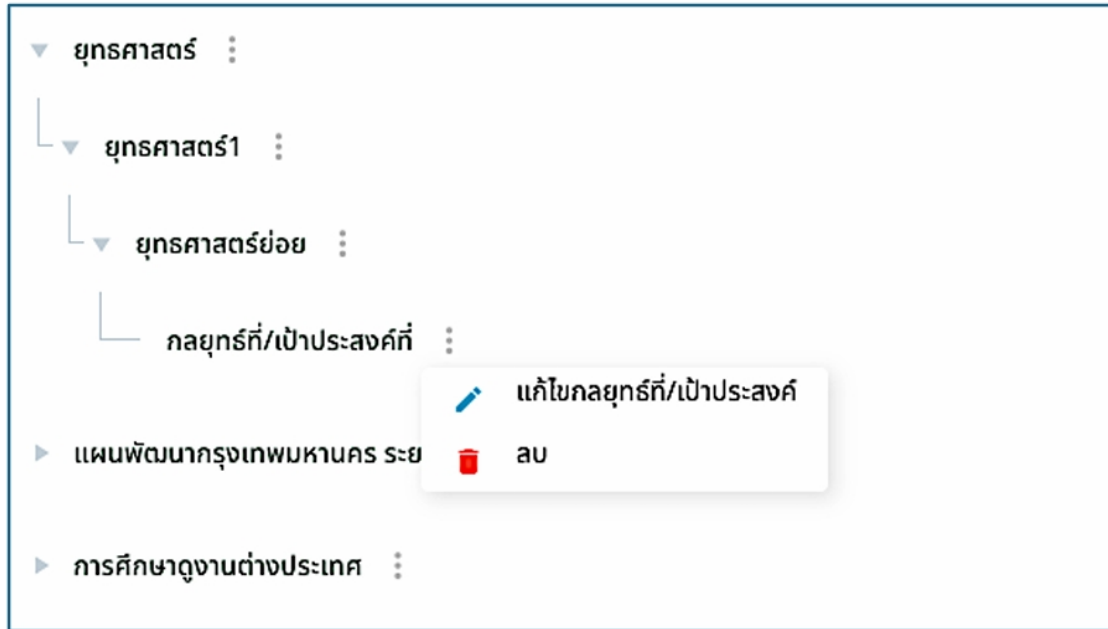 ยุทธศาสตร์
ยุทธศาสตร์1
ยุทธศาสตร์ย่อย
กลยุทธ์ที่/เป้าประสงค์ที่
แก้ไขกลยุทธ์ที่/เป้าประสงค์
แผนพัฒนากรุงเทพมหานคร
ลบ
การศึกษาดูงานต่างประเทศ